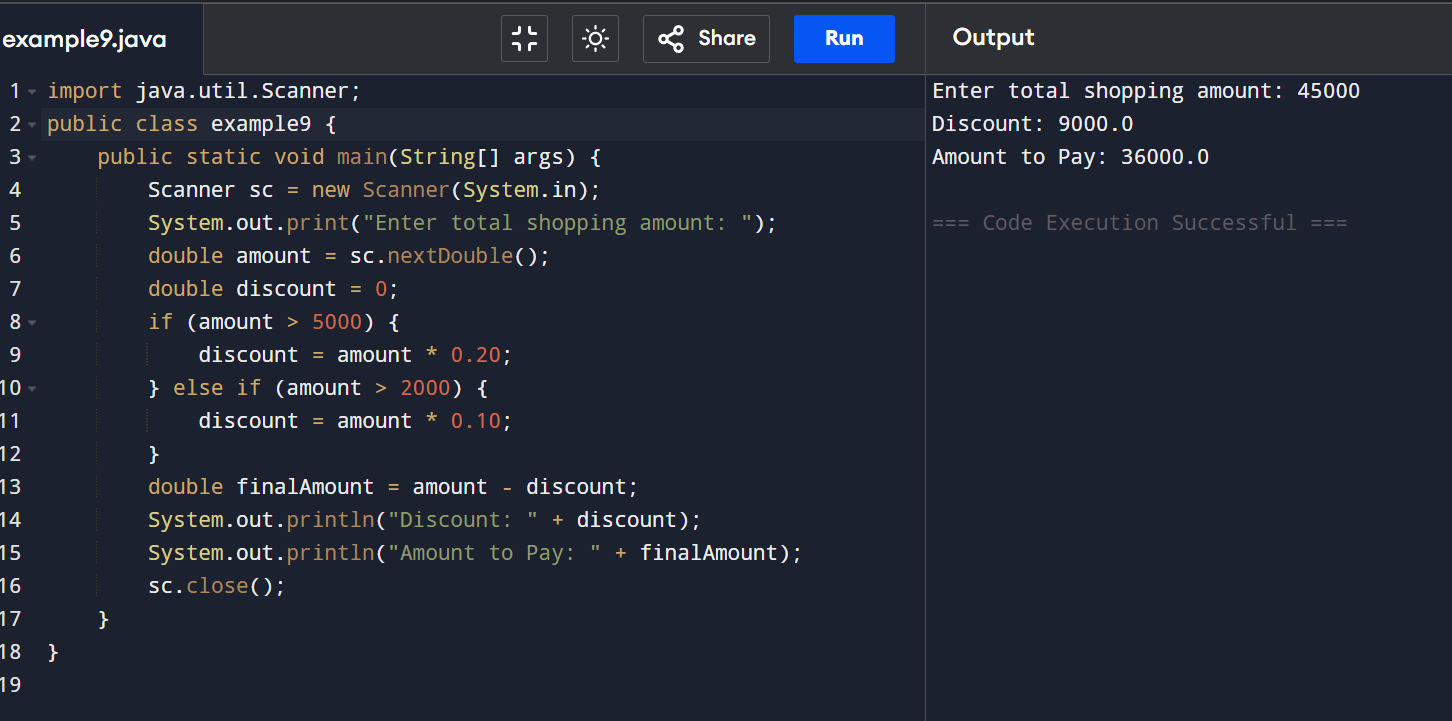 example9.java
Share
Run
Output
1 import java.util.Scanner;
2 public class example9 {
3     public static void main(String[] args) {
4         Scanner sc = new Scanner(System.in);
5         System.out.print("Enter total shopping amount: ");
6         double amount = sc.nextDouble();
7         double discount = 0;
8         if (amount > 5000) {
9             discount = amount * 0.20;
10         } else if (amount > 2000) {
11             discount = amount * 0.10;
12         }
13         double finalAmount = amount - discount;
14         System.out.println("Discount: " + discount);
15         System.out.println("Amount to Pay: " + finalAmount);
16         sc.close();
17     }
18 }
19
Enter total shopping amount: 45000
Discount: 9000.0
Amount to Pay: 36000.0
=== Code Execution Successful ===